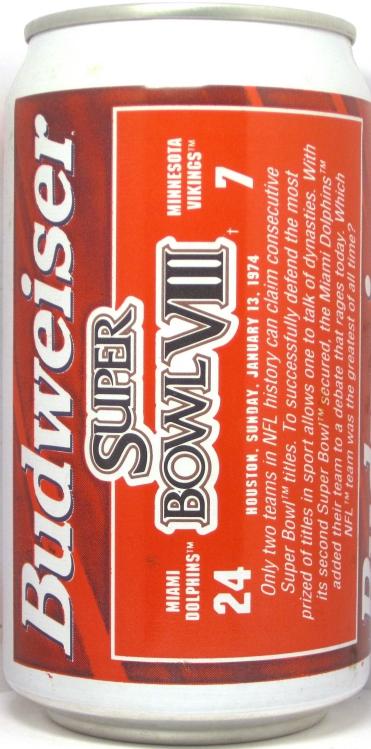 Budweiser
SUPER
BOWL VIII†
MIAMI
DOLPHINS™
24
MINNESOTA
VIKINGS™
7
HOUSTON, SUNDAY, JANUARY 13, 1974
Only two teams in NFL history can claim consecutive
Super Bowl™ titles. To successfully defend the most
prized of titles in sport allows one to talk of dynasties. With
its second Super Bowl™ secured, the Miami Dolphins™
added their team to a debate that rages today. Which
NFL™ team was the greatest of all time?